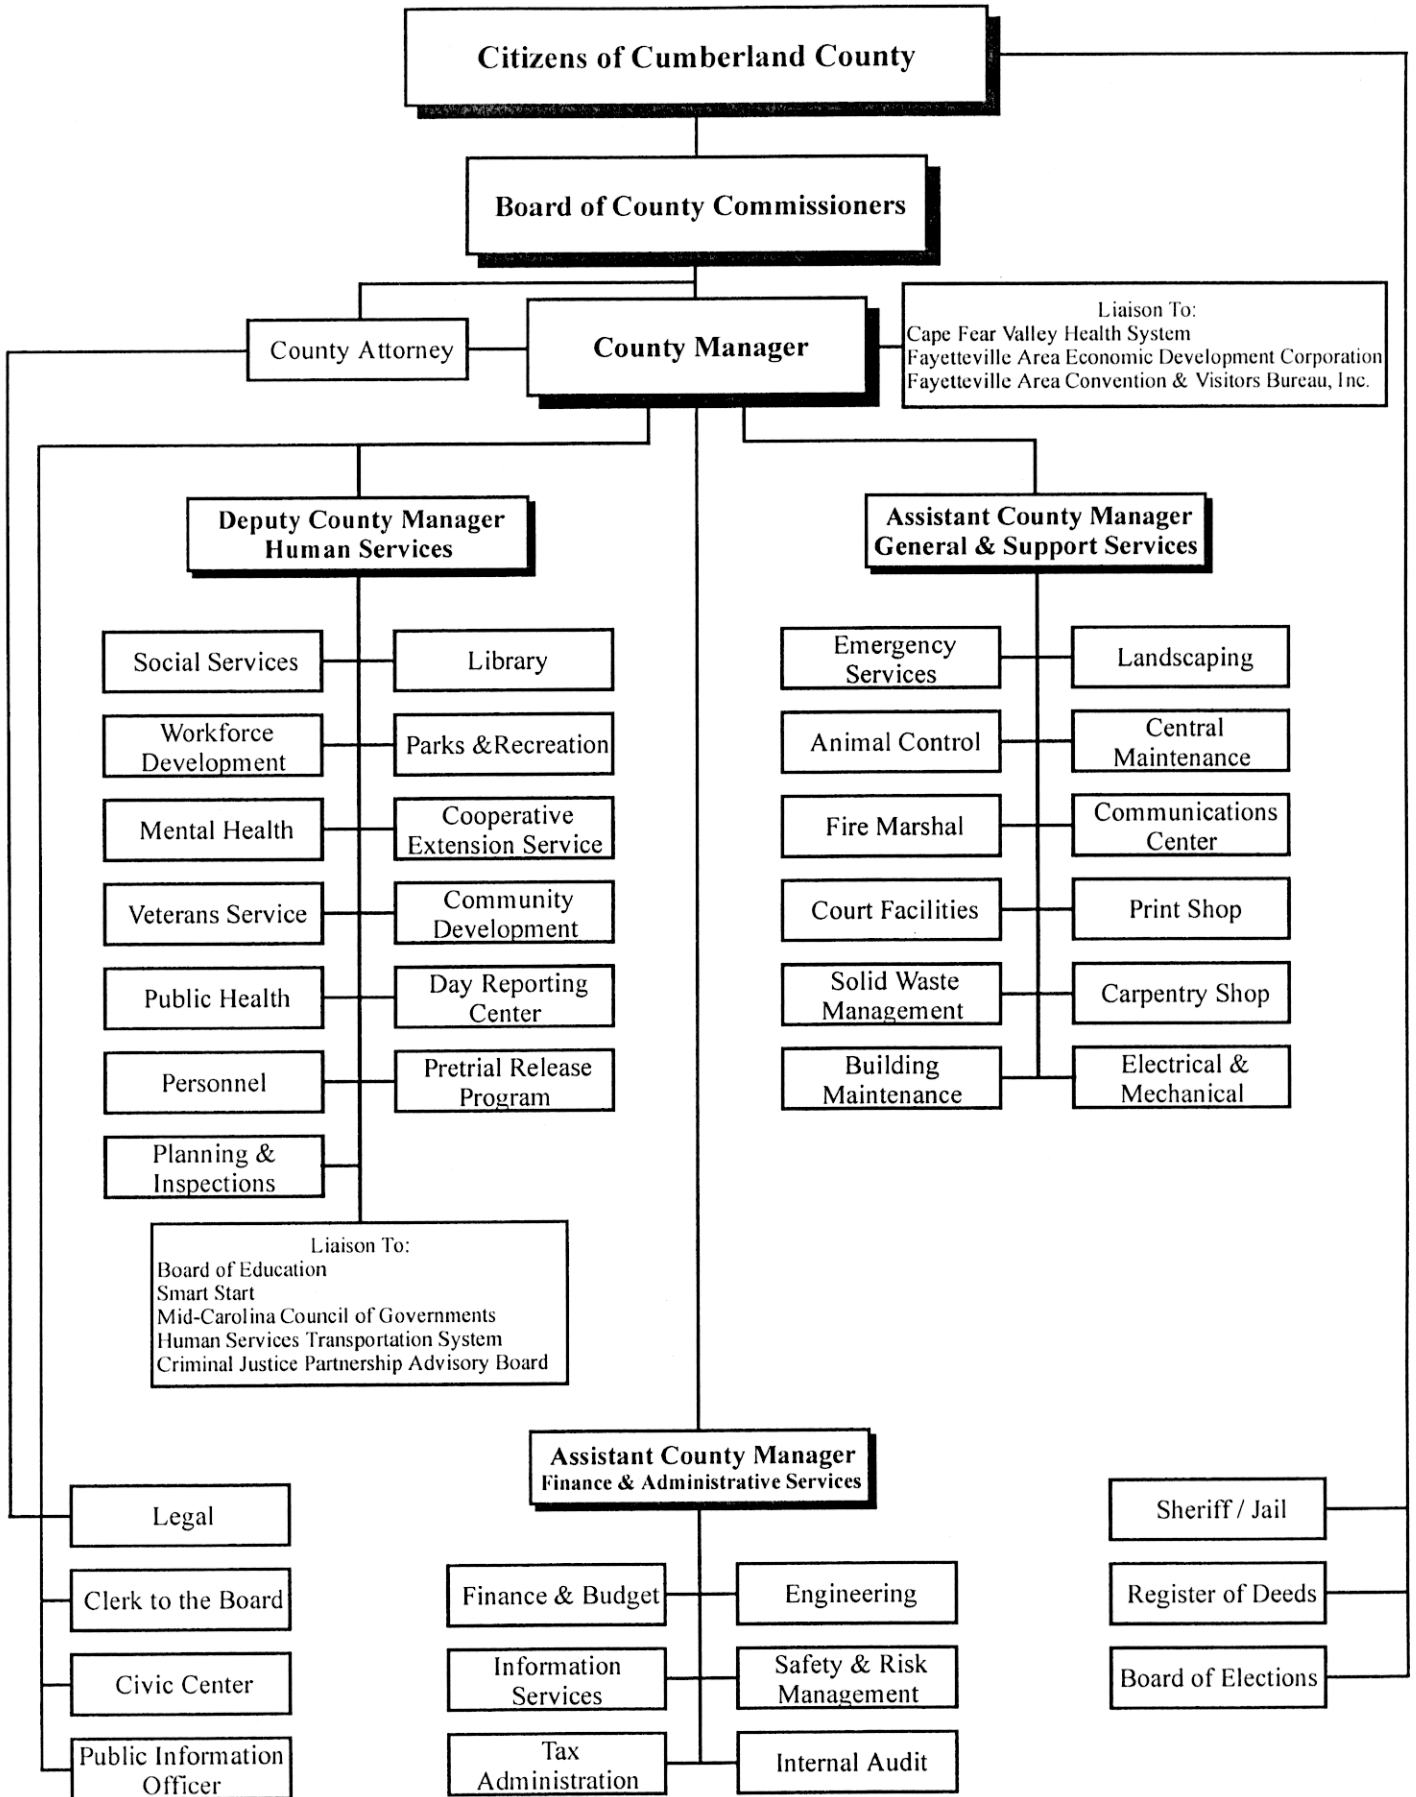 Citizens of Cumberland County
Board of County Commissioners
County Attorney
County Manager
Liaison To:
Cape Fear Valley Health System
Fayetteville Area Economic Development Corporation
Fayetteville Area Convention & Visitors Bureau, Inc.
Deputy County Manager
Human Services
Assistant County Manager
General & Support Services
Social Services
Library
Workforce
Development
Parks &Recreation
Mental Health
Cooperative
Extension Service
Veterans Service
Community
Development
Public Health
Day Reporting
Center
Personnel
Pretrial Release
Program
Planning &
Inspections
Liaison To:
Board of Education
Smart Start
Mid-Carolina Council of Governments
Human Services Transportation System
Criminal Justice Partnership Advisory Board
Emergency
Services
Landscaping
Animal Control
Central
Maintenance
Fire Marshal
Communications
Center
Court Facilities
Print Shop
Solid Waste
Management
Carpentry Shop
Building
Maintenance
Electrical &
Mechanical
Assistant County Manager
Finance & Administrative Services
Legal
Clerk to the Board
Civic Center
Public Information
Officer
Finance & Budget
Engineering
Information
Services
Safety & Risk
Management
Tax
Administration
Internal Audit
Sheriff / Jail
Register of Deeds
Board of Elections